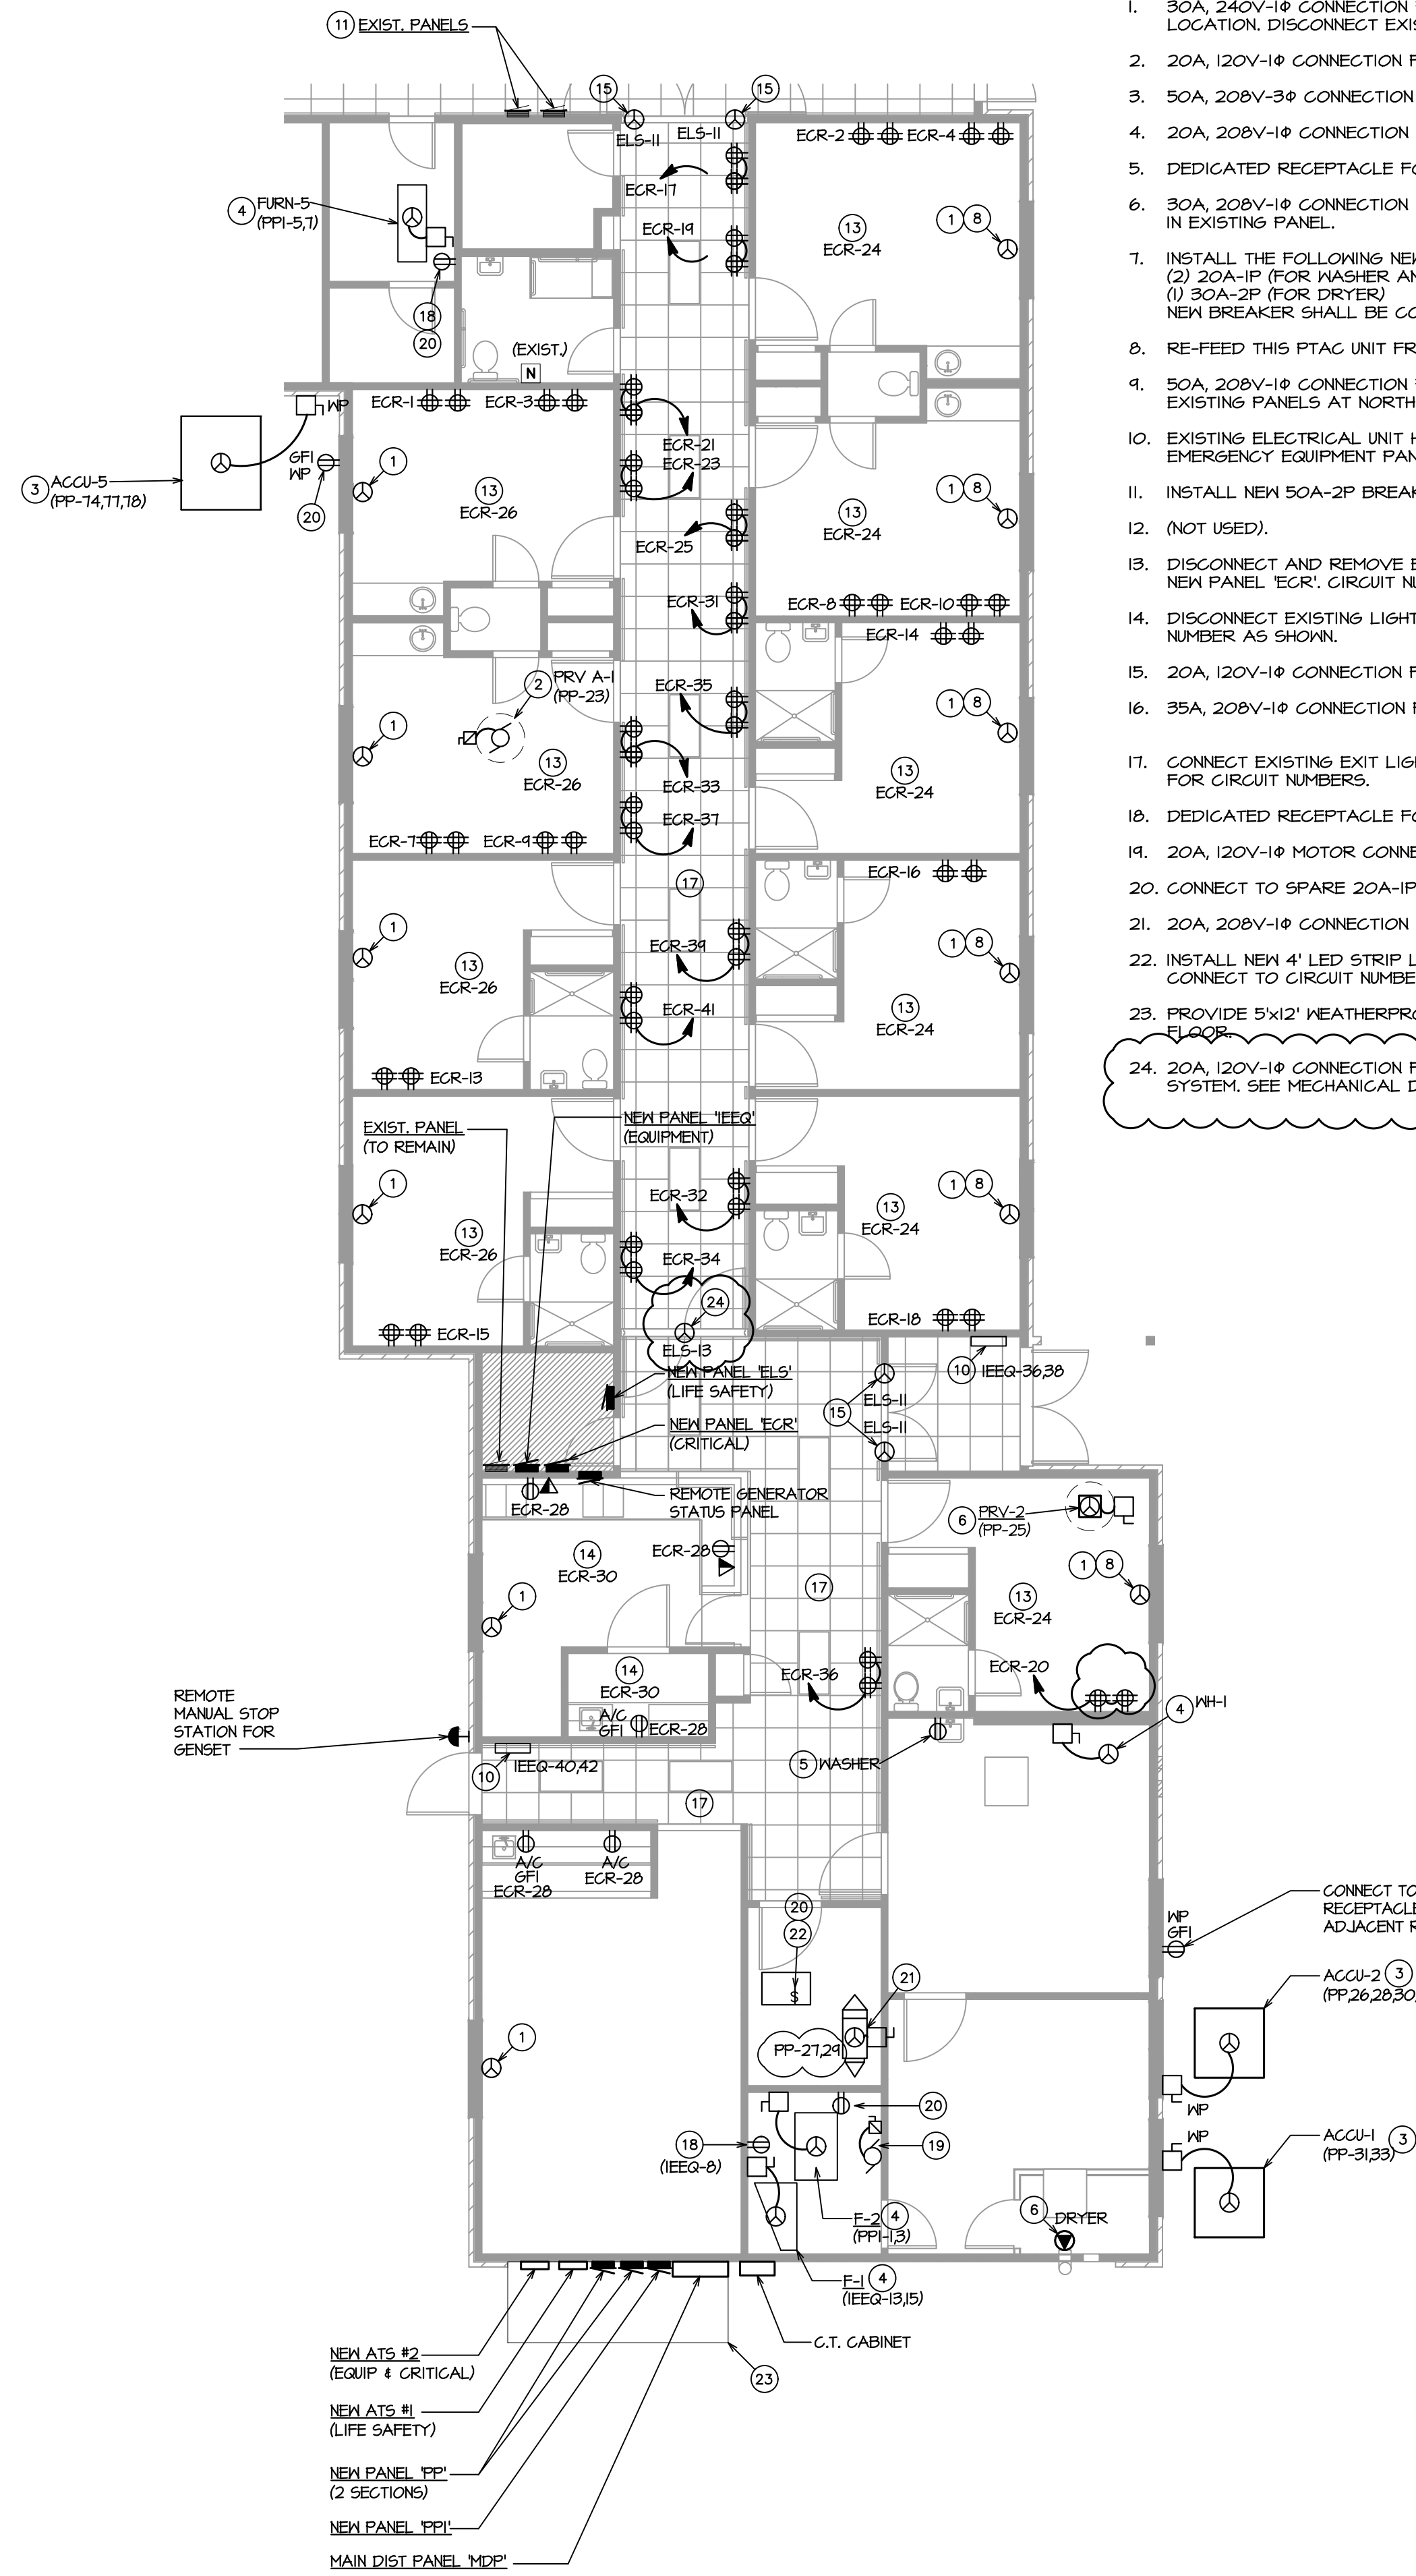 11 EXIST. PANELS
15
15
ELS-11
ELS-11
ECR-2
ECR-4
ECR-17
4 FURN-5
(PP1-5,7)
ECR-19
13
ECR-24
1 8
18
20
(EXIST.)
N
ECR-1
ECR-3
WP
ECR-21
ECR-23
GFI
WP
1
3 ACCU-5
(PP-74,77,78)
20
13
ECR-26
13
ECR-24
1 8
ECR-25
ECR-31
ECR-8
ECR-10
ECR-14
2 PRV A-1
(PP-23)
ECR-35
1
1 8
13
ECR-26
ECR-33
13
ECR-24
ECR-7
ECR-9
ECR-37
17
ECR-16
1
ECR-39
1 8
13
ECR-26
ECR-41
13
ECR-24
ECR-13
EXIST. PANEL
(TO REMAIN)
NEW PANEL 'IEEQ'
(EQUIPMENT)
1
ECR-32
1 8
13
ECR-26
13
ECR-24
ECR-34
24
ELS-13
ECR-15
ECR-18
10 IEEQ-36,38
NEW PANEL 'ELS'
(LIFE SAFETY)
15
ELS-11
ELS-11
NEW PANEL 'ECR'
(CRITICAL)
ECR-28
REMOTE GENERATOR
STATUS PANEL
6 PRV-2
(PP-25)
14
ECR-30
ECR-28
1 8
1
17
13
ECR-24
14
ECR-30
ECR-36
ECR-20
A/C
GFI
ECR-28
4 WH-1
REMOTE
MANUAL STOP
STATION FOR
GENSET
10
IEEQ-40,42
5 WASHER
17
A/C
GFI
ECR-28
A/C
ECR-28
20
22
S
WP
GFI
CONNECT TO
RECEPTACLE
ADJACENT R
21
ACCU-2 3
(PP,26,28,30,
1
PP-27,29
WP
20
18
(IEEQ-8)
19
WP
ACCU-1 3
(PP-31,33)
F-2 4
(PP1-1,3)
6 DRYER
F-1 4
(IEEQ-13,15)
C.T. CABINET
23
NEW ATS #2
(EQUIP & CRITICAL)
NEW ATS #1
(LIFE SAFETY)
NEW PANEL 'PP'
(2 SECTIONS)
NEW PANEL 'PP1'
MAIN DIST PANEL 'MDP'
1. 30A, 240V-1Φ CONNECTION
LOCATION. DISCONNECT EXIS
2. 20A, 120V-1Φ CONNECTION F
3. 50A, 208V-3Φ CONNECTION
4. 20A, 208V-1Φ CONNECTION
5. DEDICATED RECEPTACLE FO
6. 30A, 208V-1Φ CONNECTION
IN EXISTING PANEL.
7. INSTALL THE FOLLOWING NEW
(2) 20A-1P (FOR WASHER AN
(1) 30A-2P (FOR DRYER)
NEW BREAKER SHALL BE CO
8. RE-FEED THIS PTAC UNIT FR
9. 50A, 208V-1Φ CONNECTION
EXISTING PANELS AT NORTH
10. EXISTING ELECTRICAL UNIT H
EMERGENCY EQUIPMENT PAN
11. INSTALL NEW 50A-2P BREAK
12. (NOT USED).
13. DISCONNECT AND REMOVE E
NEW PANEL 'ECR'. CIRCUIT NU
14. DISCONNECT EXISTING LIGHT
NUMBER AS SHOWN.
15. 20A, 120V-1Φ CONNECTION F
16. 35A, 208V-1Φ CONNECTION F
17. CONNECT EXISTING EXIT LIGH
FOR CIRCUIT NUMBERS.
18. DEDICATED RECEPTACLE FO
19. 20A, 120V-1Φ MOTOR CONNE
20. CONNECT TO SPARE 20A-1P
21. 20A, 208V-1Φ CONNECTION
22. INSTALL NEW 4' LED STRIP L
CONNECT TO CIRCUIT NUMBE
23. PROVIDE 5'x12' WEATHERPRO
FLOOR.
24. 20A, 120V-1Φ CONNECTION F
SYSTEM. SEE MECHANICAL D